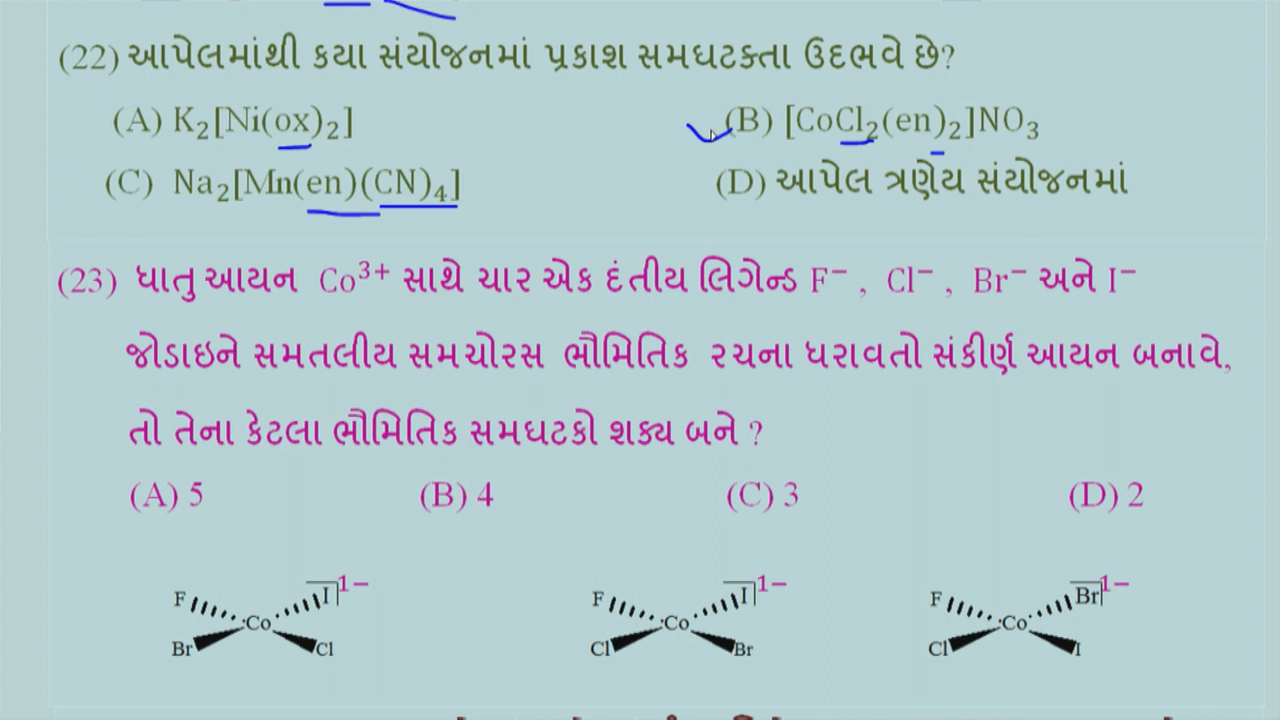 (22) આપેલમાંથી કયા સંયોજનમાં પ્રકાશ સમઘટકતા ઉદભવે છે?
(A) K₂[Ni(ox)₂] (B) [CoCl₂(en)₂]NO₃
(C) Na₂[Mn(en)(CN)₄] (D) આપેલ ત્રણેય સંયોજનમાં
(23) ધાતુ આયન Co³⁺ સાથે ચાર એક દંતીય લિગેન્ડ F⁻ , Cl⁻ , Br⁻ અને I⁻
જોડાઇને સમતલીય સમચોરસ ભૌમિતિક રચના ધરાવતો સંકીર્ણ આયન બનાવે,
તો તેના કેટલા ભૌમિતિક સમઘટકો શક્ય બને ?
(A) 5 (B) 4 (C) 3 (D) 2
F I 1− F I 1− F Br 1−
Co Co Co
Br Cl Cl Br Cl I